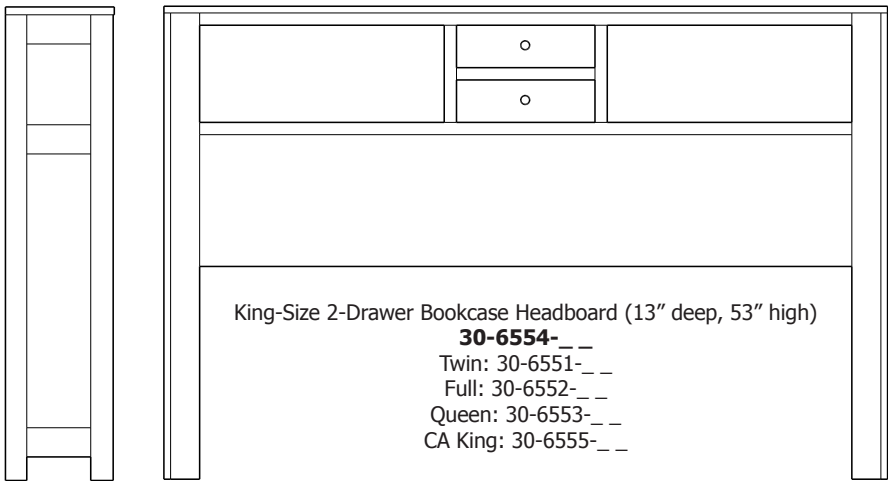 King-Size 2-Drawer Bookcase Headboard (13” deep, 53” high)
30-6554-_ _
Twin: 30-6551-_ _
Full: 30-6552-_ _
Queen: 30-6553-_ _
CA King: 30-6555-_ _